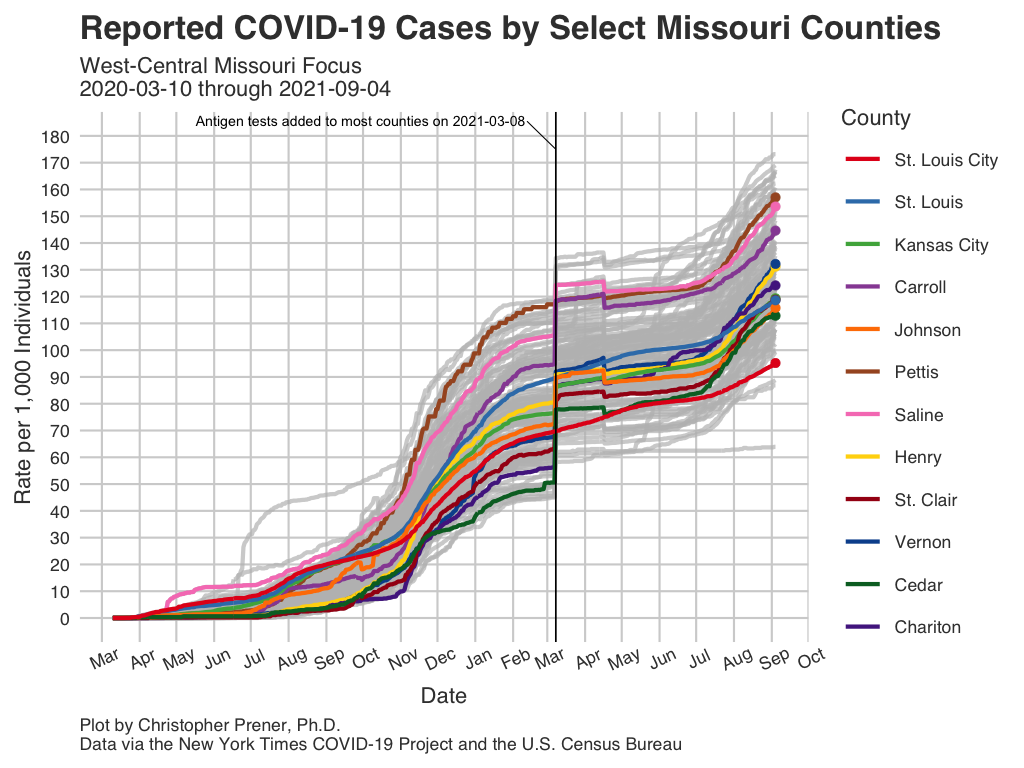 Reported COVID-19 Cases by Select Missouri Counties
West-Central Missouri Focus
2020-03-10 through 2021-09-04
Antigen tests added to most counties on 2021-03-08
Rate per 1,000 Individuals
180
170
160
150
140
130
120
110
100
90
80
70
60
50
40
30
20
10
0
Mar Apr May Jun Jul Aug Sep Oct Nov Dec Jan Feb Mar Apr May Jun Jul Aug Sep Oct
Date
County
St. Louis City
St. Louis
Kansas City
Carroll
Johnson
Pettis
Saline
Henry
St. Clair
Vernon
Cedar
Chariton
Plot by Christopher Prener, Ph.D.
Data via the New York Times COVID-19 Project and the U.S. Census Bureau